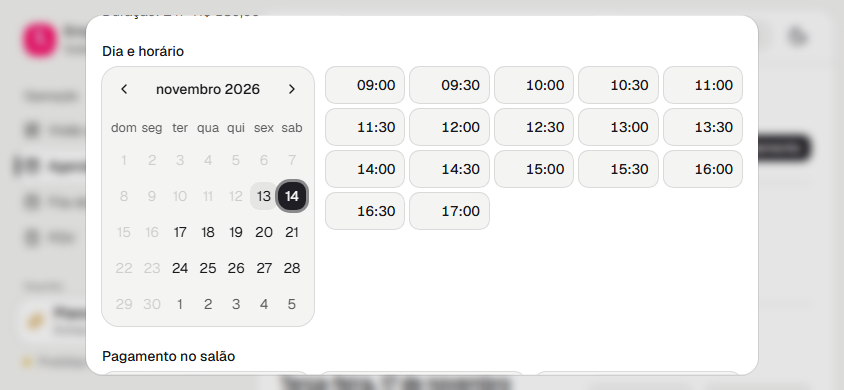 Dia e horário
novembro 2026
dom seg ter qua qui sex sab
1 2 3 4 5 6 7
8 9 10 11 12 13 14
15 16 17 18 19 20 21
22 23 24 25 26 27 28
29 30 1 2 3 4 5
09:00 09:30 10:00 10:30 11:00
11:30 12:00 12:30 13:00 13:30
14:00 14:30 15:00 15:30 16:00
16:30 17:00
Pagamento no salão